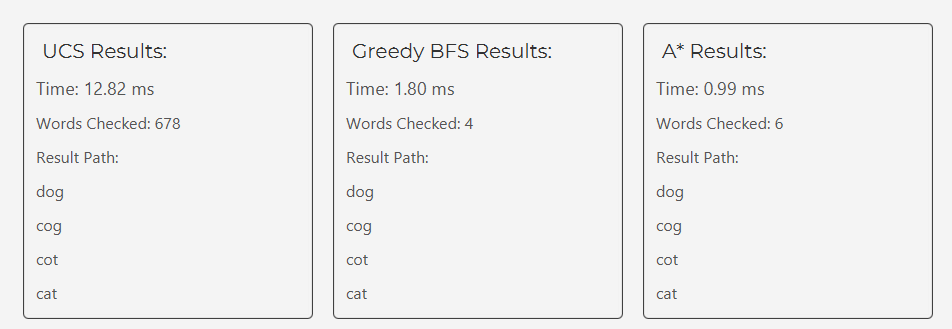 UCS Results:
Time: 12.82 ms
Words Checked: 678
Result Path:
dog
cog
cot
cat
Greedy BFS Results:
Time: 1.80 ms
Words Checked: 4
Result Path:
dog
cog
cot
cat
A* Results:
Time: 0.99 ms
Words Checked: 6
Result Path:
dog
cog
cot
cat